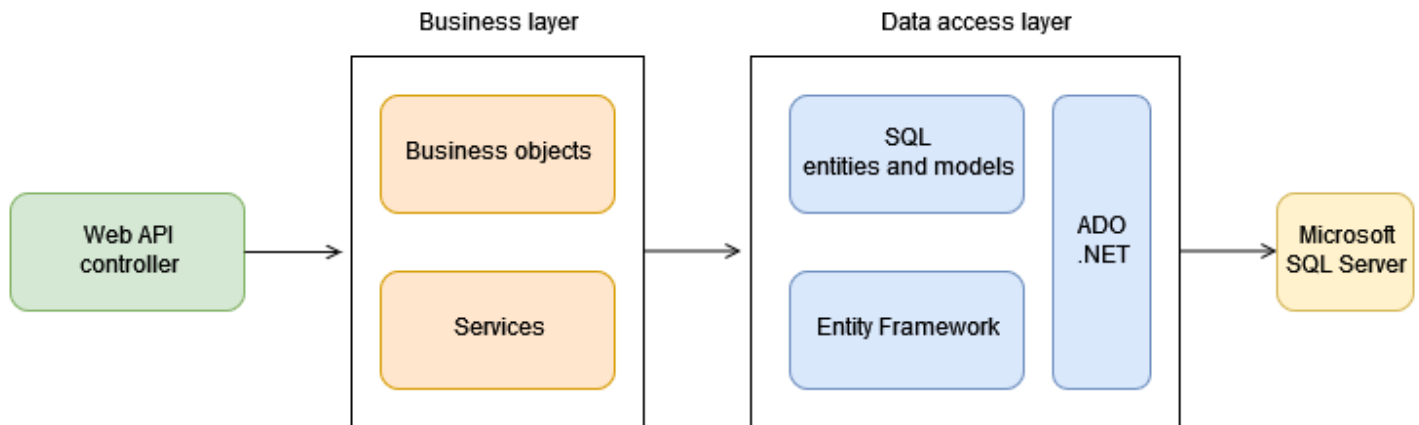 Business layer
Data access layer
Business objects
SQL
entities and models
Web API
controller
ADO
.NET
Microsoft
SQL Server
Services
Entity Framework